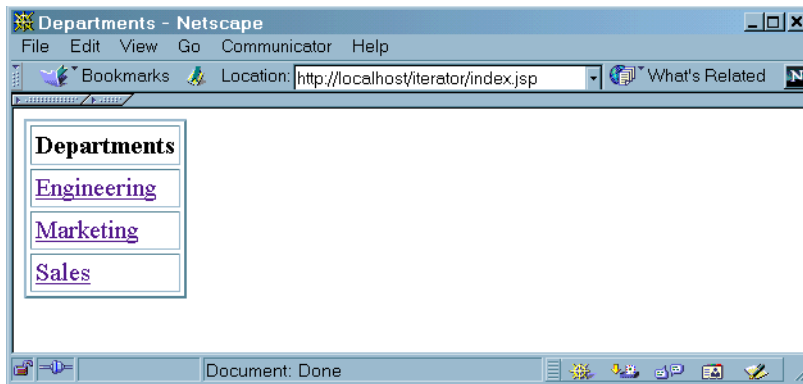 Departments - Netscape
File Edit View Go Communicator Help
Bookmarks Location: http://localhost/iterator/index.jsp What's Related N
Departments
Engineering
Marketing
Sales
Document: Done